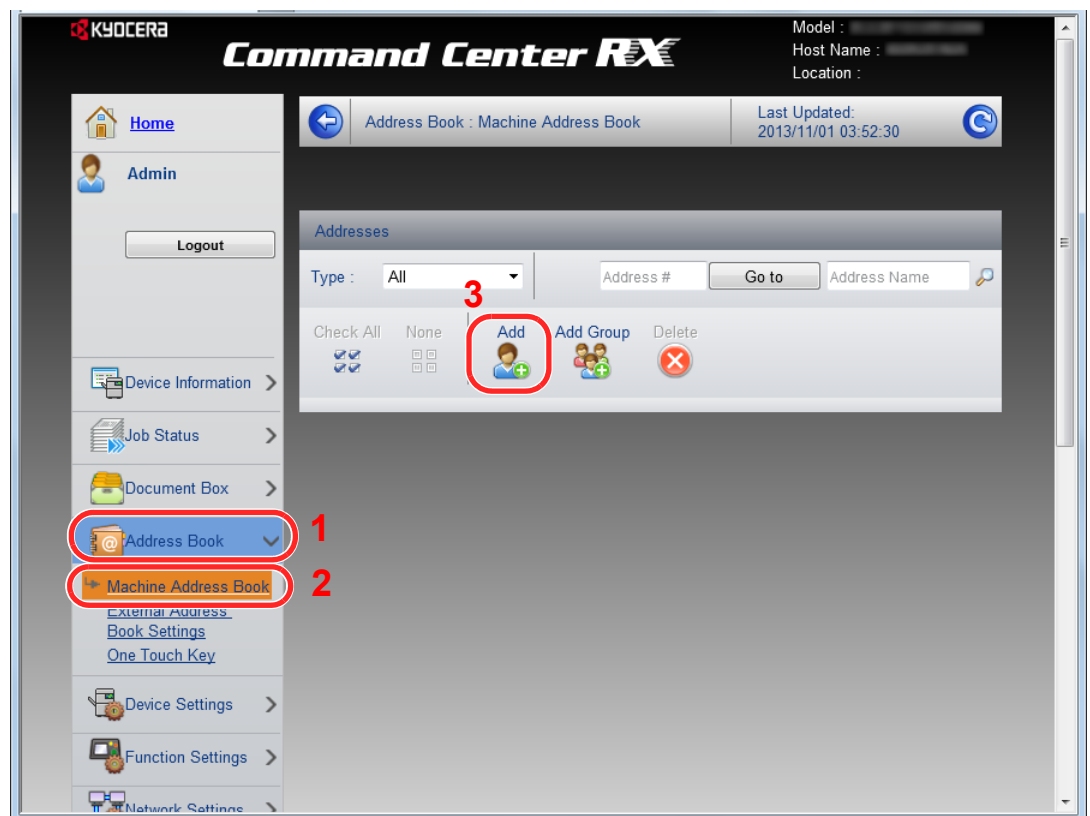 KYOCERA
Command Center RX
Model :
Host Name :
Location :
Home
Admin
Logout
Address Book : Machine Address Book
Last Updated:
2013/11/01 03:52:30
Addresses
Type :
All
Address #
Go to
Address Name
3
Check All
None
Add
Add Group
Delete
Device Information
Job Status
Document Box
Address Book
1
Machine Address Book
2
External Address
Book Settings
One Touch Key
Device Settings
Function Settings
Network Settings